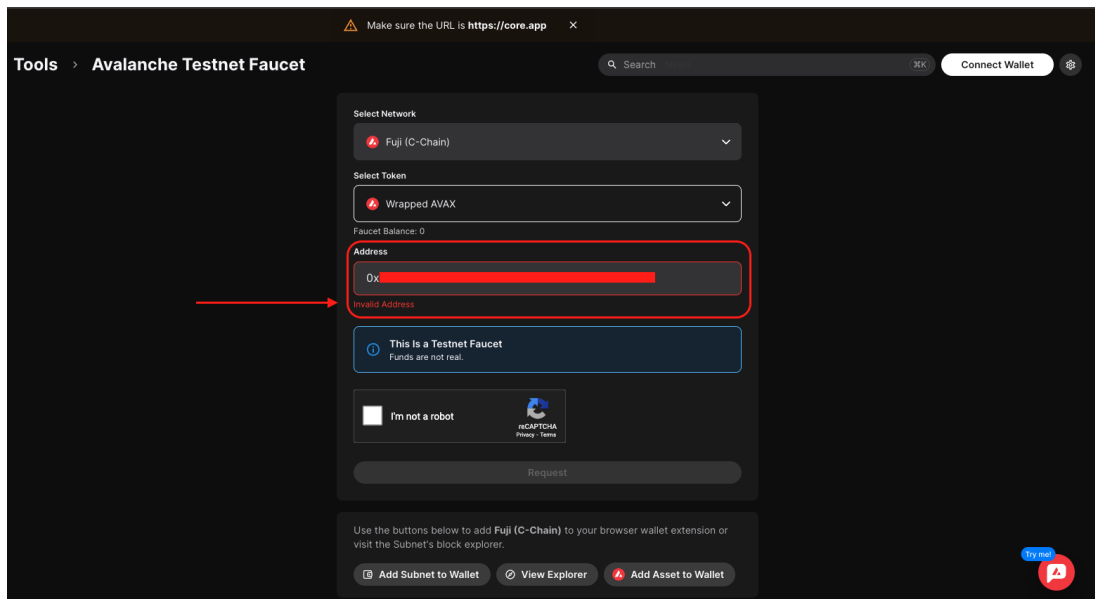 Make sure the URL is https://core.app ×
Tools > Avalanche Testnet Faucet
Search
⌘K
Connect Wallet
Select Network
Fuji (C-Chain)
Select Token
Wrapped AVAX
Faucet Balance: 0
Address
0x
Invalid Address
This Is a Testnet Faucet
Funds are not real.
I'm not a robot
reCAPTCHA
Privacy - Terms
Request
Use the buttons below to add Fuji (C-Chain) to your browser wallet extension or
visit the Subnet's block explorer.
Add Subnet to Wallet
View Explorer
Add Asset to Wallet
Try me!